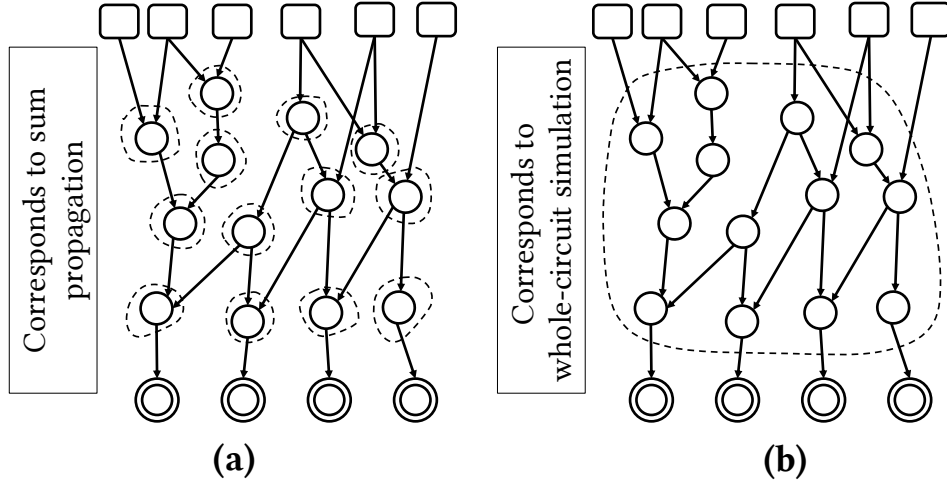 Corresponds to sum
propagation
(a)
Corresponds to
whole-circuit simulation
(b)